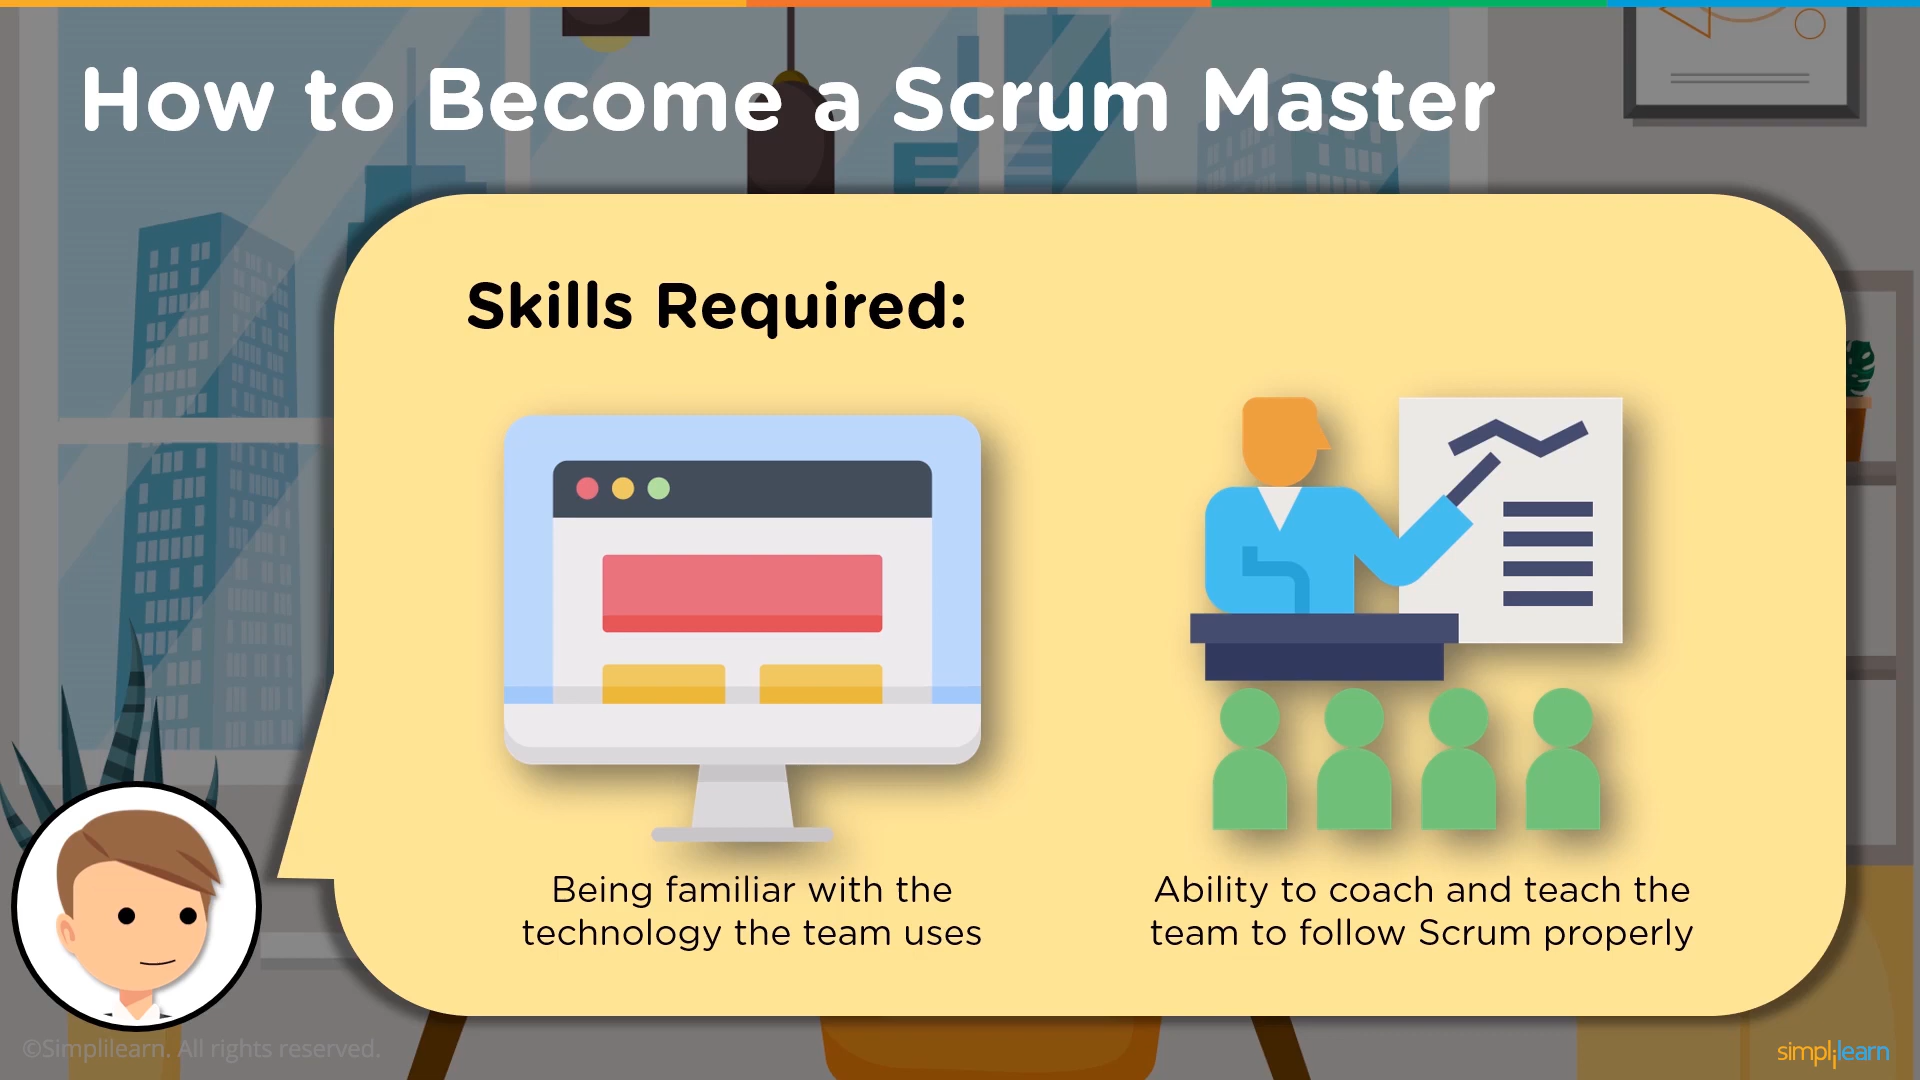 How to Become a Scrum Master
Skills Required:
Being familiar with the
technology the team uses
Ability to coach and teach the
team to follow Scrum properly
©Simplilearn. All rights reserved.
simplilearn